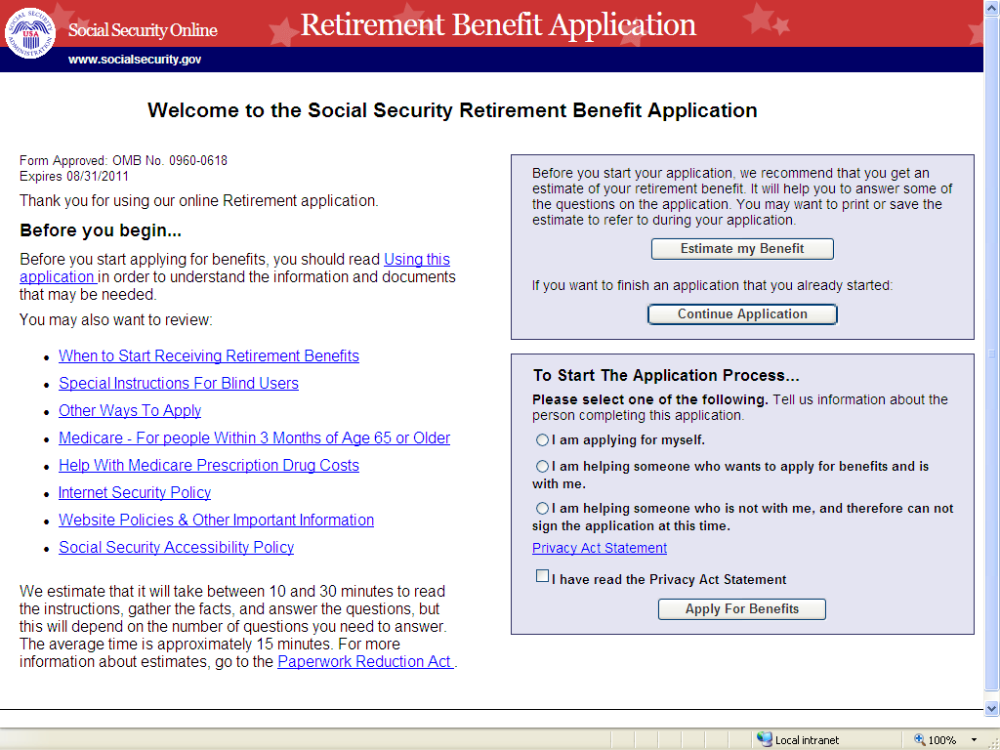 Social Security Online
Retirement Benefit Application
SOCIAL SECURITY ADMINISTRATION
USA
www.socialsecurity.gov
Welcome to the Social Security Retirement Benefit Application
Form Approved: OMB No. 0960-0618
Expires 08/31/2011
Thank you for using our online Retirement application.
Before you begin...
Before you start applying for benefits, you should read Using this
application in order to understand the information and documents
that may be needed.
You may also want to review:
When to Start Receiving Retirement Benefits
Special Instructions For Blind Users
Other Ways To Apply
Medicare - For people Within 3 Months of Age 65 or Older
Help With Medicare Prescription Drug Costs
Internet Security Policy
Website Policies & Other Important Information
Social Security Accessibility Policy
We estimate that it will take between 10 and 30 minutes to read
the instructions, gather the facts, and answer the questions, but
this will depend on the number of questions you need to answer.
The average time is approximately 15 minutes. For more
information about estimates, go to the Paperwork Reduction Act .
Before you start your application, we recommend that you get an
estimate of your retirement benefit. It will help you to answer some of
the questions on the application. You may want to print or save the
estimate to refer to during your application.
Estimate my Benefit
If you want to finish an application that you already started:
Continue Application
To Start The Application Process...
Please select one of the following. Tell us information about the
person completing this application.
I am applying for myself.
I am helping someone who wants to apply for benefits and is
with me.
I am helping someone who is not with me, and therefore can not
sign the application at this time.
Privacy Act Statement
I have read the Privacy Act Statement
Apply For Benefits
Local intranet
100%